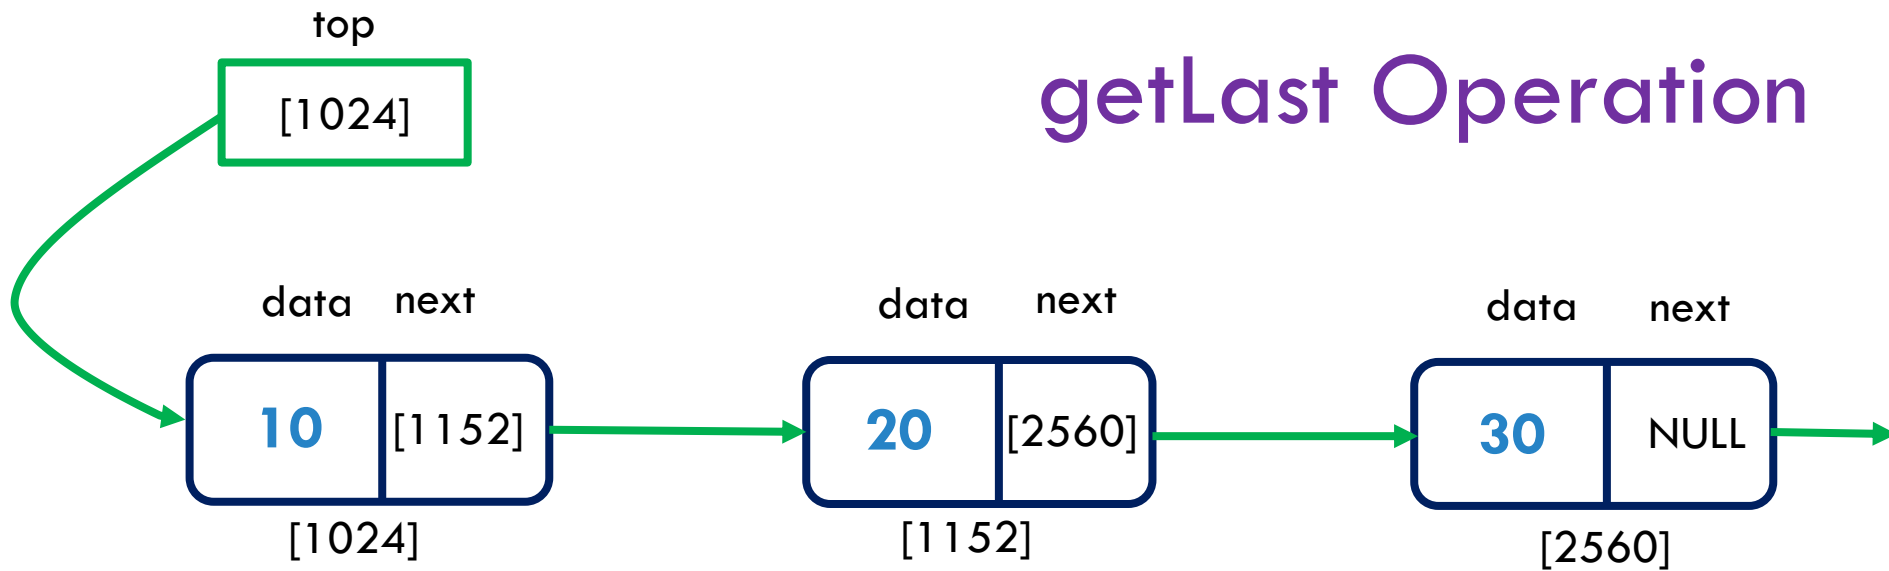 top
[1024]
getLast Operation
data next
data next
data next
10 [1152]
20 [2560]
30 NULL
[1024]
[1152]
[2560]